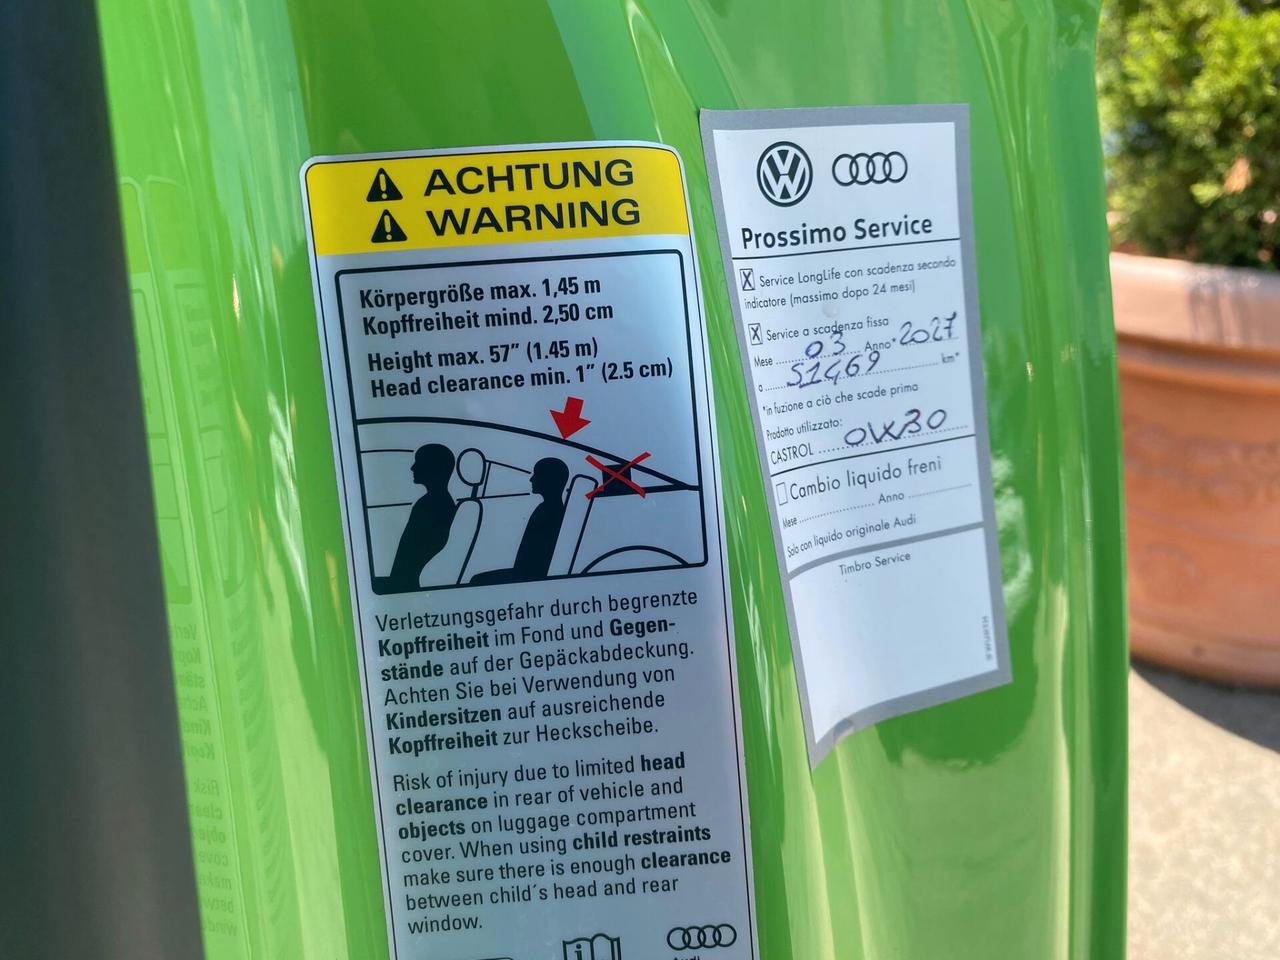 ACHTUNG
WARNING
Körpergröße max. 1,45 m
Kopffreiheit mind. 2,50 cm
Height max. 57″ (1.45 m)
Head clearance min. 1″ (2.5 cm)
Verletzungsgefahr durch begrenzte
Kopffreiheit im Fond und Gegen-
stände auf der Gepäckabdeckung.
Achten Sie bei Verwendung von
Kindersitzen auf ausreichende
Kopffreiheit zur Heckscheibe.
Risk of injury due to limited head
clearance in rear of vehicle and
objects on luggage compartment
cover. When using child restraints
make sure there is enough clearance
between child´s head and rear
window.
Prossimo Service
X Service LongLife con scadenza secondo
indicatore (massimo dopo 24 mesi)
X Service a scadenza fissa
Mese ..... 03 ..... Anno* 2027
a ..... 51469 ..... km*
*in fuzione a ciò che scade prima
Prodotto utilizzato:
CASTROL ..... 0W30 .....
Cambio liquido freni
Mese .................. Anno ..................
Solo con liquido originale Audi
Timbro Service
WÜRTH